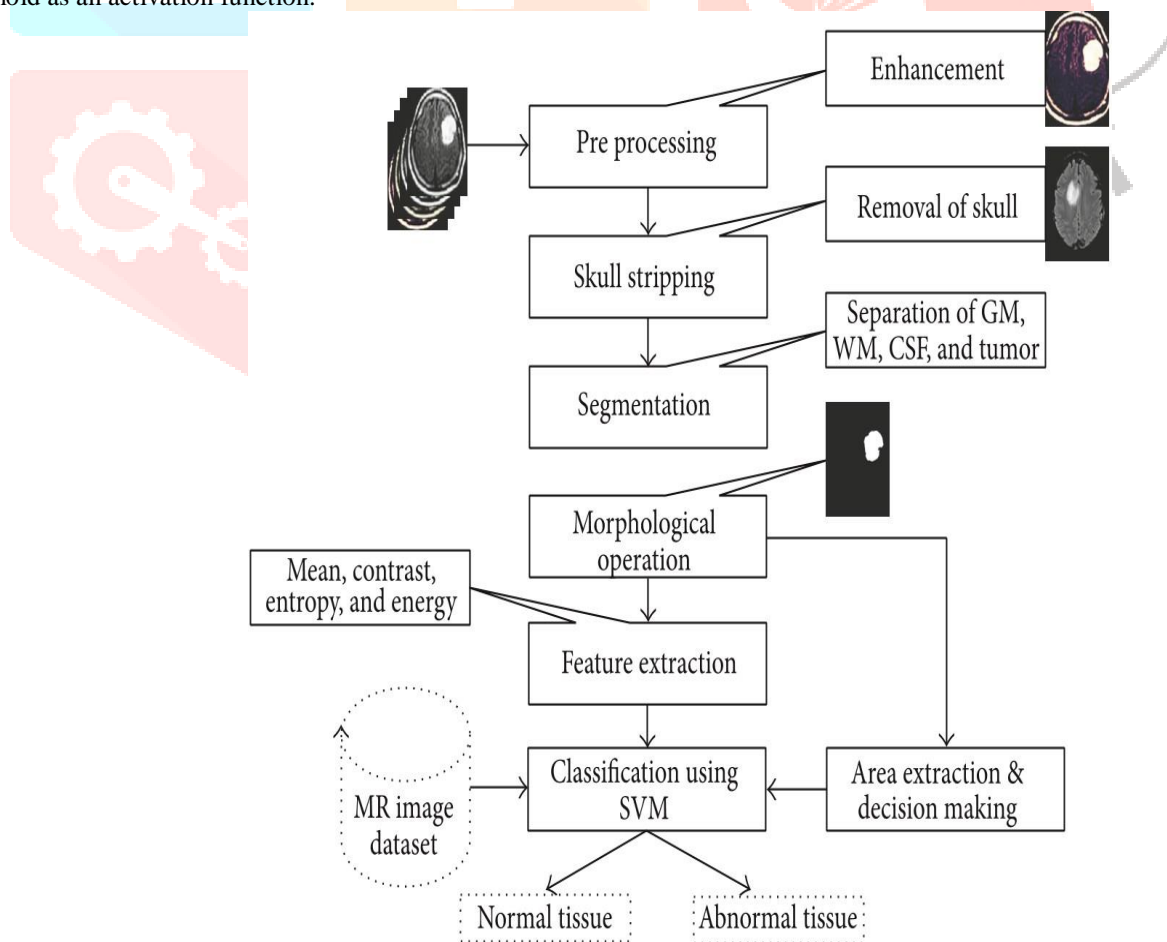 as an activation function.
Enhancement
Pre processing
Removal of skull
Skull stripping
Separation of GM,
WM, CSF, and tumor
Segmentation
Morphological
operation
Mean, contrast,
entropy, and energy
Feature extraction
Classification using
SVM
Area extraction &
decision making
MR image
dataset
Normal tissue
Abnormal tissue